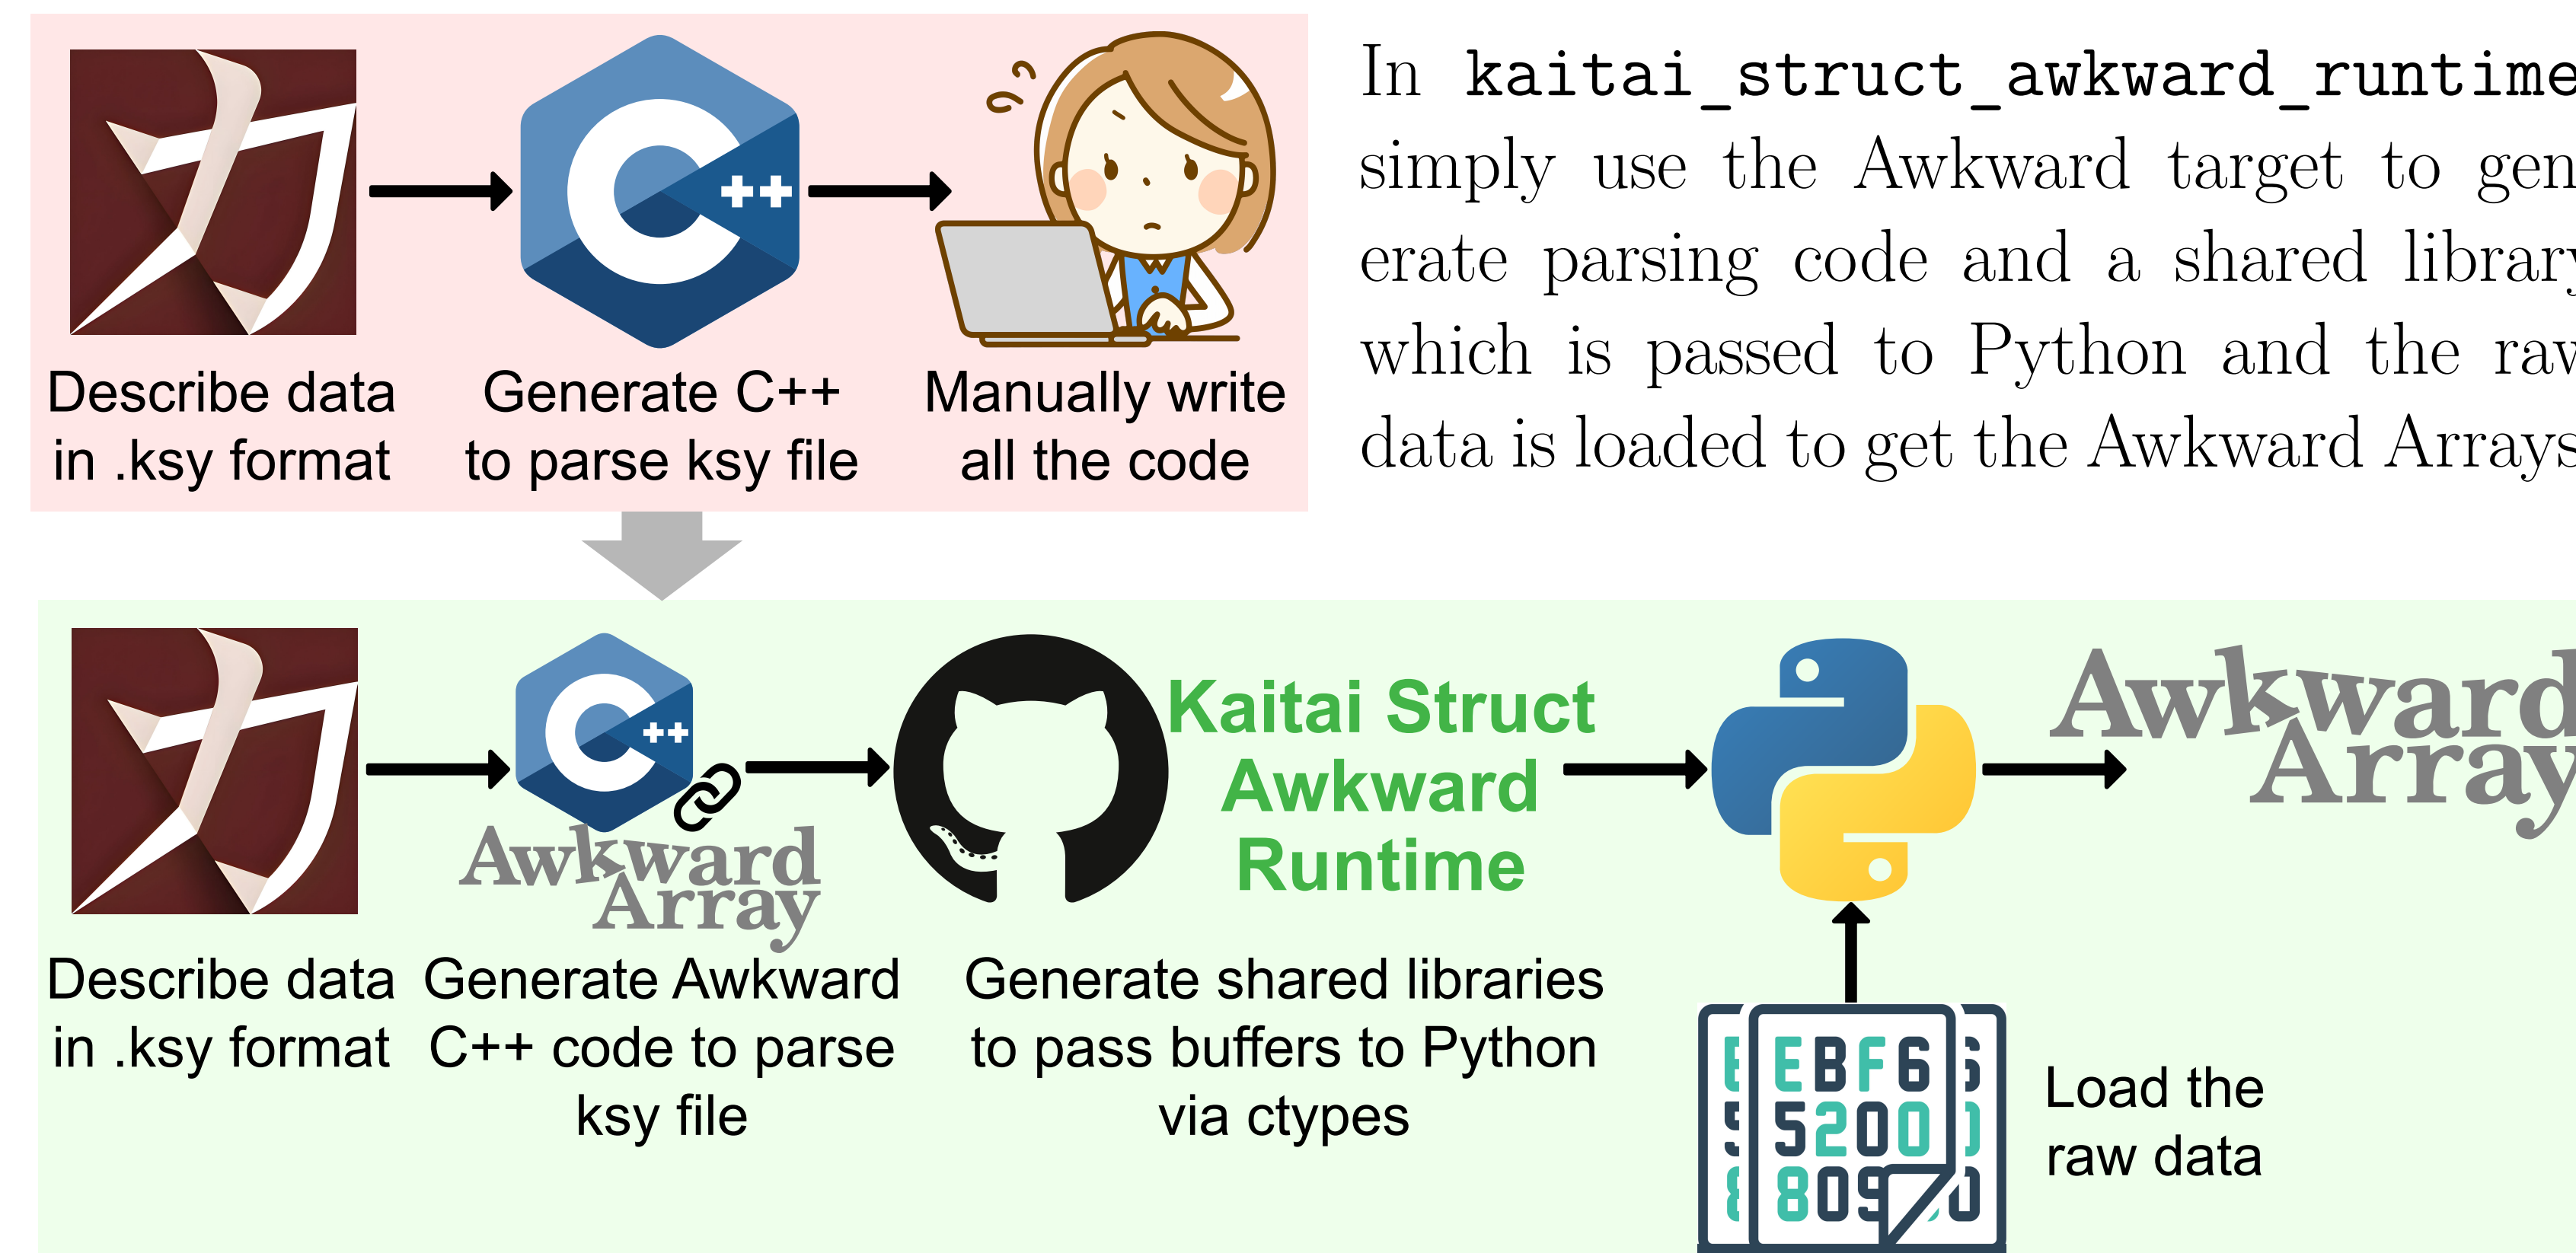 Describe data
in .ksy format
Generate C++
to parse ksy file
Manually write
all the code
In kaitai_struct_awkward_runtime
simply use the Awkward target to gen
erate parsing code and a shared library
which is passed to Python and the raw
data is loaded to get the Awkward Arrays
力
C
++
力
C
++
Awkward
Array
Kaitai Struct
Awkward
Runtime
Awkward
Array
Describe data
in .ksy format
Generate Awkward
C++ code to parse
ksy file
Generate shared libraries
to pass buffers to Python
via ctypes
EBF6
5200
809
Load the
raw data